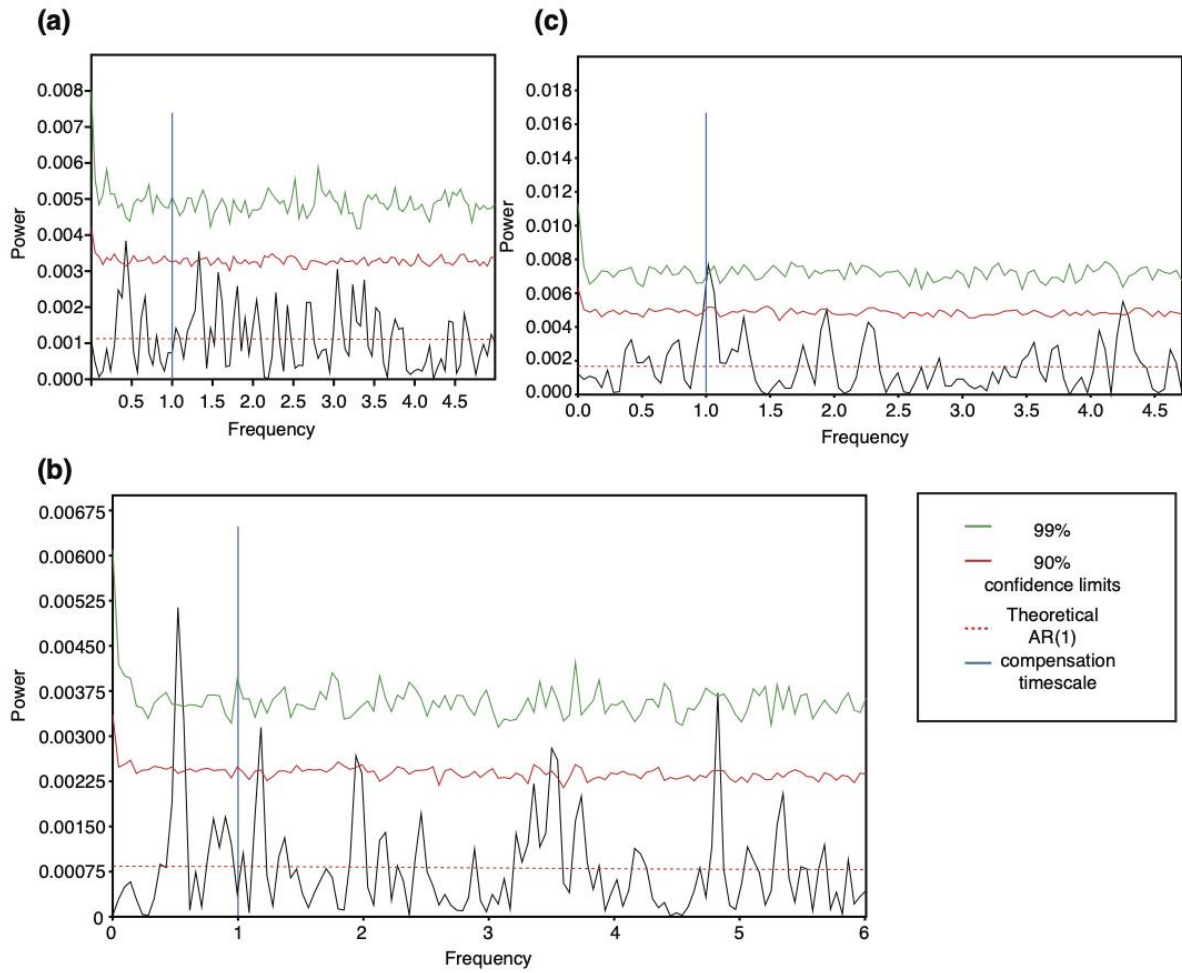 (a)
0.008
0.007
0.006
0.005
0.004
0.003
0.002
0.001
0.000
Power
0.5 1.0 1.5 2.0 2.5 3.0 3.5 4.0 4.5
Frequency
(c)
0.018
0.016
0.014
0.012
0.010
0.008
0.006
0.004
0.002
0.000
Power
0.0 0.5 1.0 1.5 2.0 2.5 3.0 3.5 4.0 4.5
Frequency
(b)
0.00675
0.00600
0.00525
0.00450
0.00375
0.00300
0.00225
0.00150
0.00075
0
Power
0 1 2 3 4 5 6
Frequency
99%
90%
confidence limits
Theoretical
AR(1)
compensation
timescale